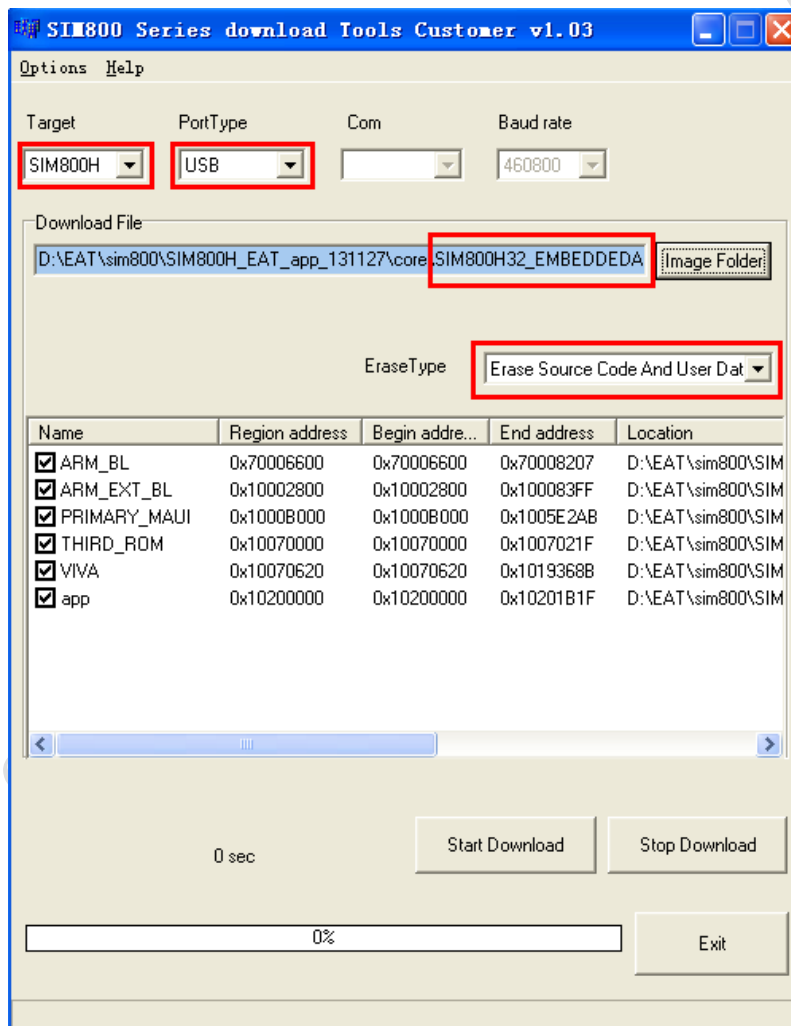 SIM800 Series download Tools Customer v1.03
Options Help
Target PortType Com Baud rate
SIM800H USB 460800
Download File
D:\EAT\sim800\SIM800H_EAT_app_131127\core\SIM800H32_EMBEDDEDA Image Folder
EraseType Erase Source Code And User Dat
Name Region address Begin addre... End address Location
ARM_BL 0x70006600 0x70006600 0x70008207 D:\EAT\sim800\SIM
ARM_EXT_BL 0x10002800 0x10002800 0x100083FF D:\EAT\sim800\SIM
PRIMARY_MAUI 0x1000B000 0x1000B000 0x1005E2AB D:\EAT\sim800\SIM
THIRD_ROM 0x10070000 0x10070000 0x1007021F D:\EAT\sim800\SIM
VIVA 0x10070620 0x10070620 0x1019368B D:\EAT\sim800\SIM
app 0x10200000 0x10200000 0x10201B1F D:\EAT\sim800\SIM
0 sec Start Download Stop Download
0% Exit